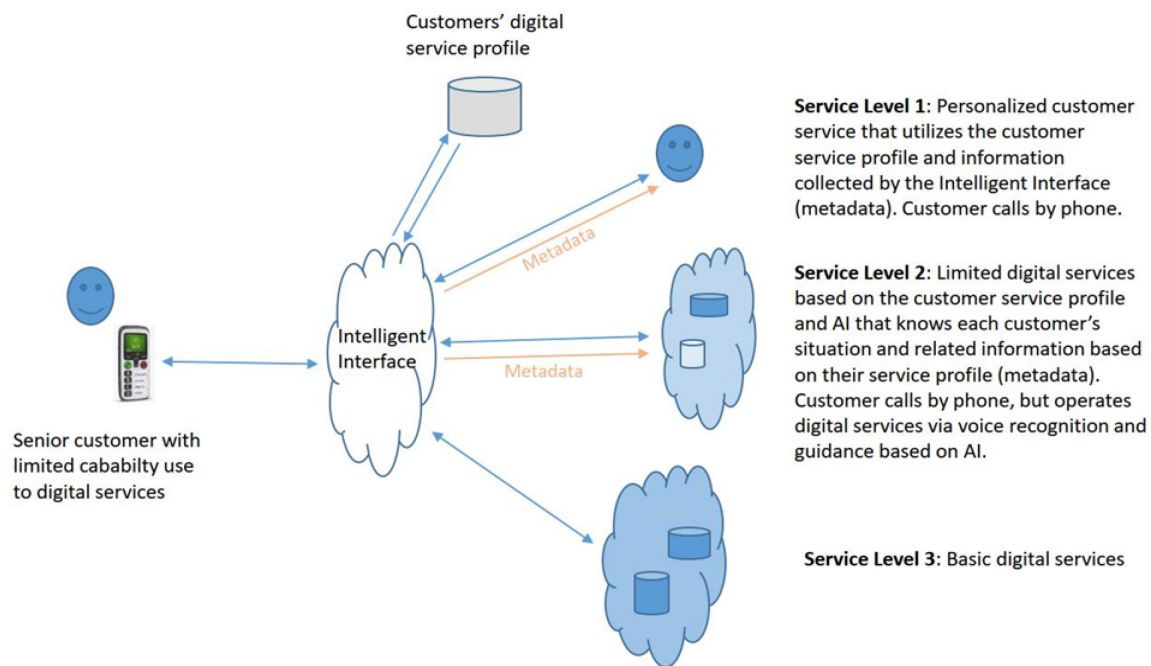 Customers’ digital
service profile
Service Level 1: Personalized customer
service that utilizes the customer
service profile and information
collected by the Intelligent Interface
(metadata). Customer calls by phone.
Metadata
Service Level 2: Limited digital services
based on the customer service profile
and AI that knows each customer’s
situation and related information based
on their service profile (metadata).
Customer calls by phone, but operates
digital services via voice recognition and
guidance based on AI.
Intelligent
Interface
Metadata
Senior customer with
limited cababilty use
to digital services
Service Level 3: Basic digital services